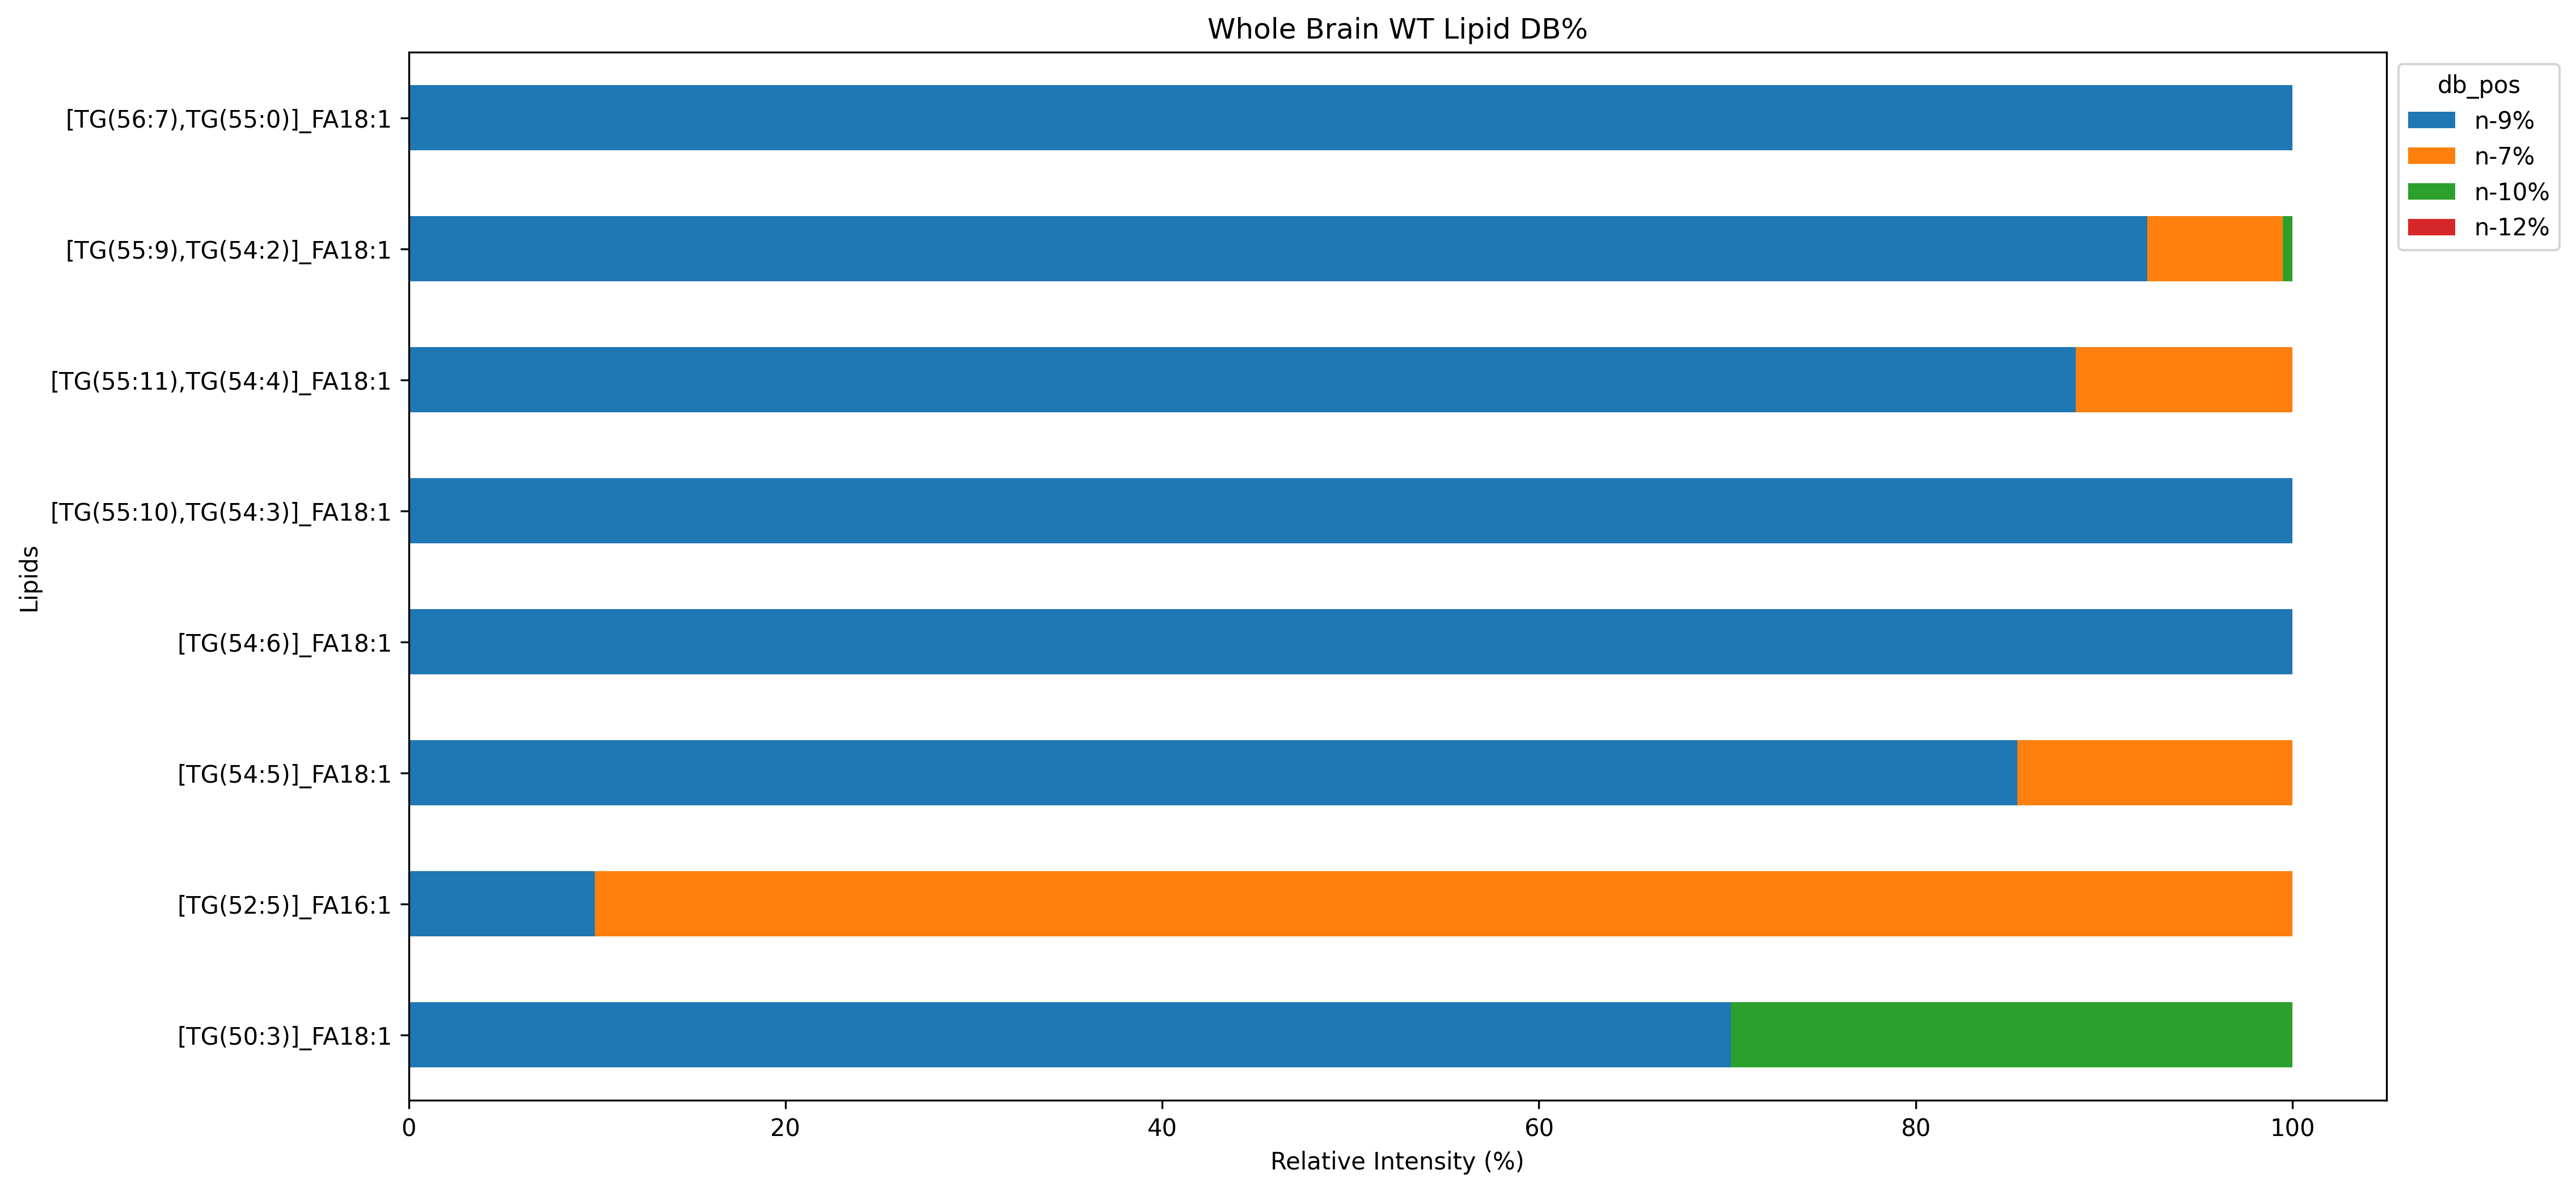 Whole Brain WT Lipid DB%
db_pos
n-9%
n-7%
n-10%
n-12%
[TG(56:7),TG(55:0)]_FA18:1
[TG(55:9),TG(54:2)]_FA18:1
[TG(55:11),TG(54:4)]_FA18:1
[TG(55:10),TG(54:3)]_FA18:1
[TG(54:6)]_FA18:1
[TG(54:5)]_FA18:1
[TG(52:5)]_FA16:1
[TG(50:3)]_FA18:1
Lipids
0 20 40 60 80 100
Relative Intensity (%)